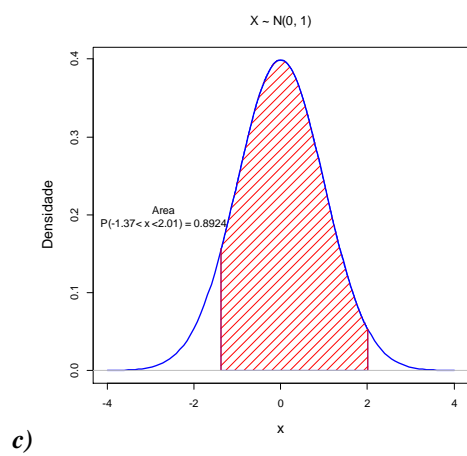 X ~ N(0, 1)
0.4
0.3
0.2
0.1
0.0
Densidade
Area
P(-1.37< x <2.01) = 0.8924
-4 -2 0 2 4
x
c)